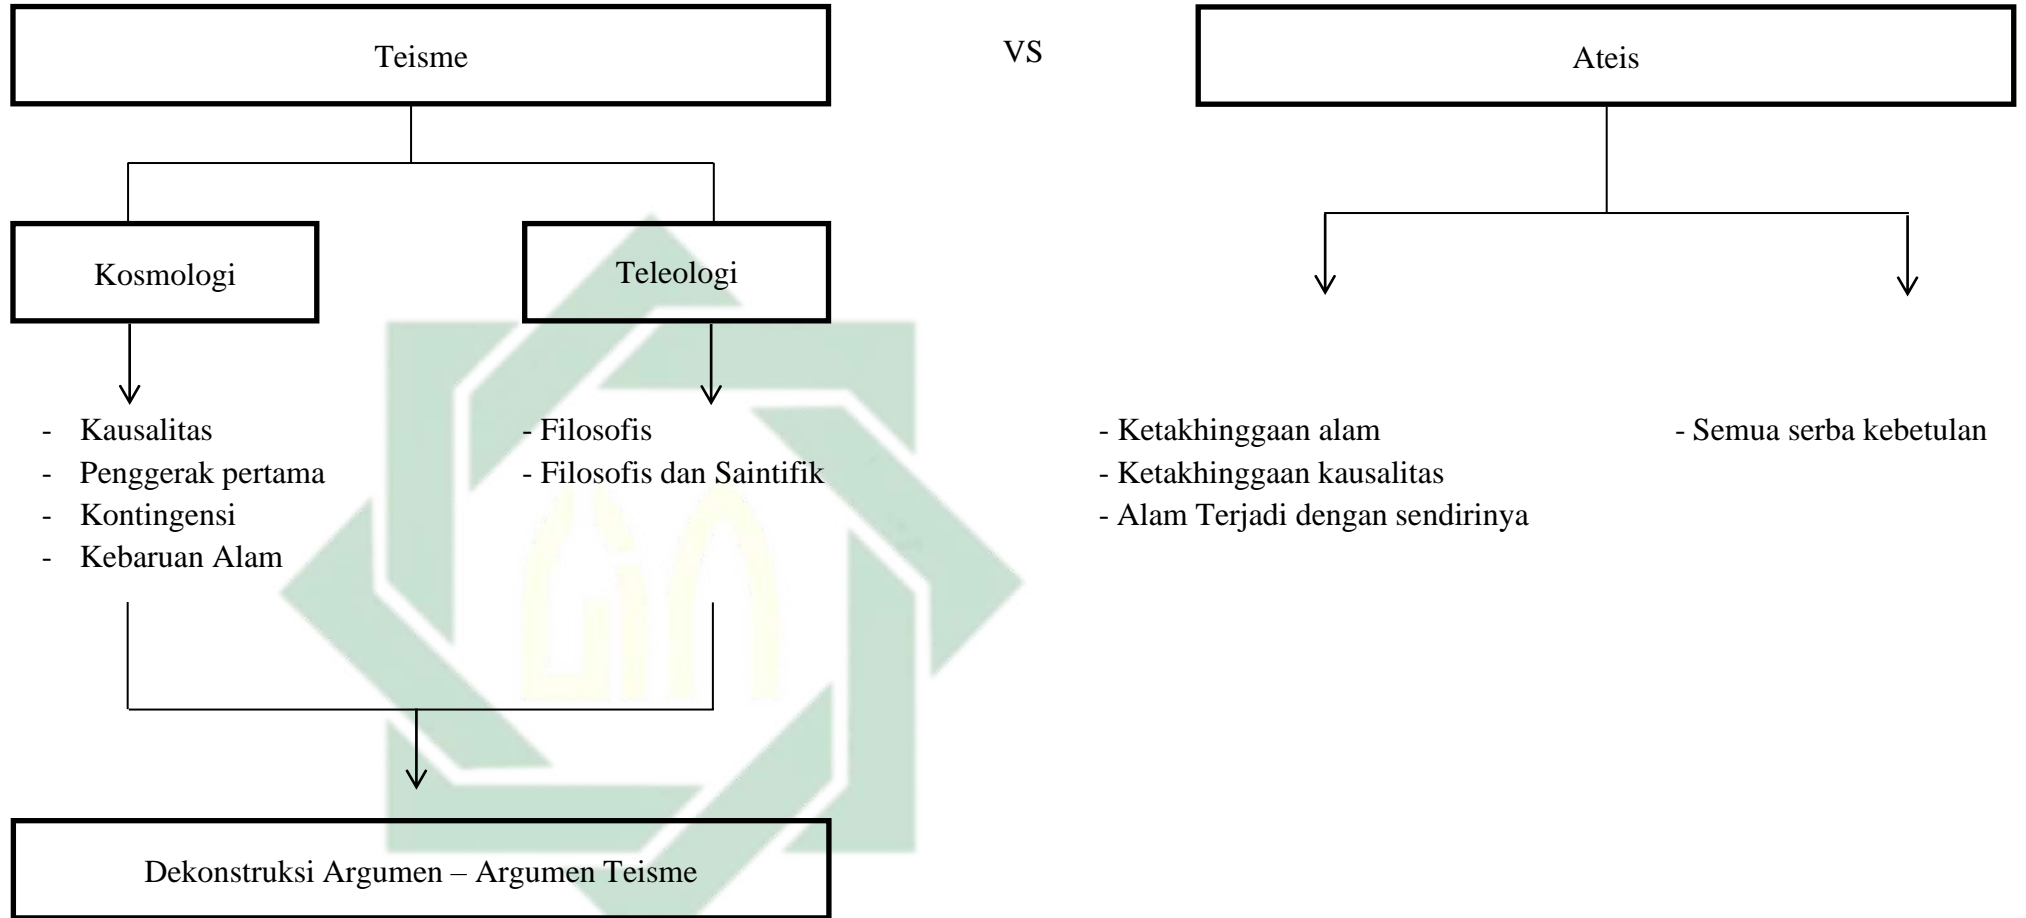 Teisme
VS
Ateis
Kosmologi
Teleologi
- Kausalitas
- Penggerak pertama
- Kontingensi
- Kebaruan Alam
- Filosofis
- Filosofis dan Saintifik
- Ketakhinggaan alam
- Ketakhinggaan kausalitas
- Alam Terjadi dengan sendirinya
- Semua serba kebetulan
Dekonstruksi Argumen – Argumen Teisme